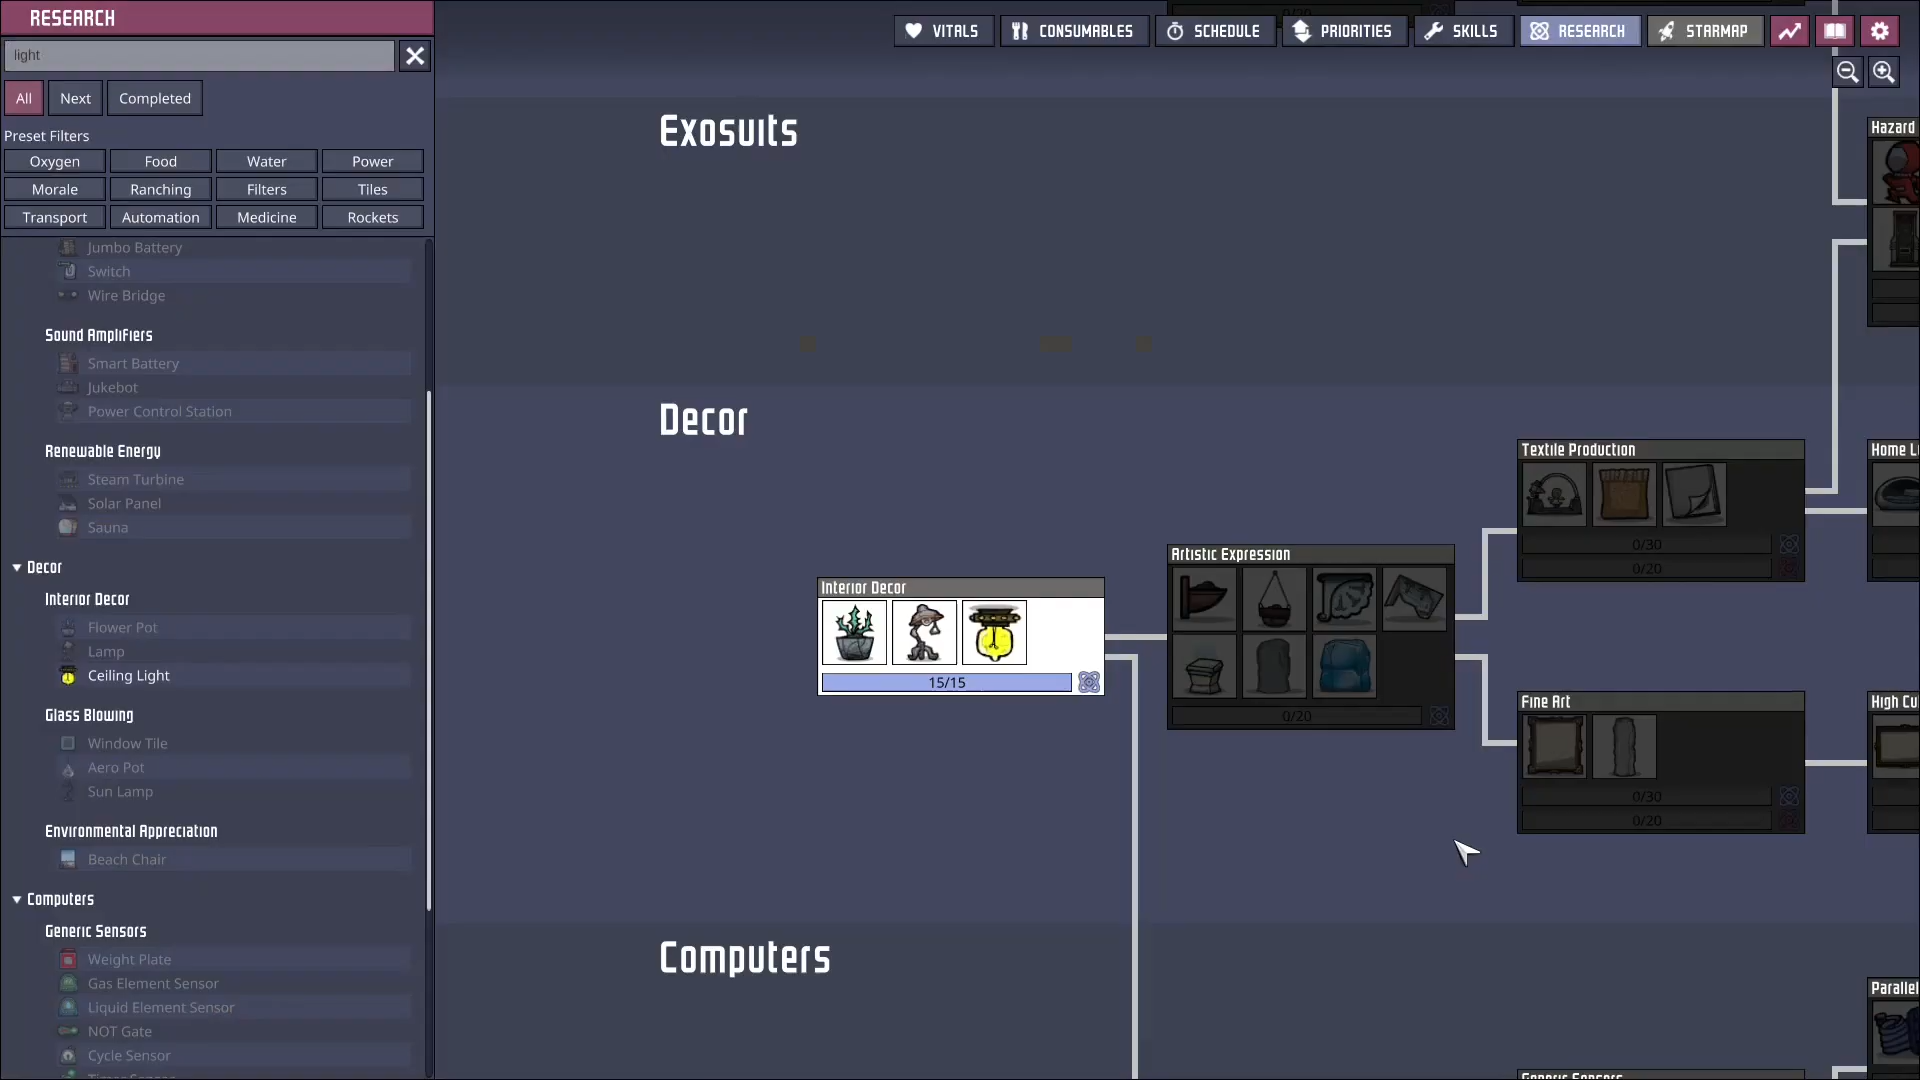 RESEARCH
VITALS
CONSUMABLES
SCHEDULE
PRIORITIES
SKILLS
RESEARCH
STARMAP
light
All
Next
Completed
Preset Filters
Oxygen
Food
Water
Power
Morale
Ranching
Filters
Tiles
Transport
Automation
Medicine
Rockets
Jumbo Battery
Switch
Wire Bridge
Sound Amplifiers
Smart Battery
Jukebot
Power Control Station
Renewable Energy
Steam Turbine
Solar Panel
Sauna
Decor
Interior Decor
Flower Pot
Lamp
Ceiling Light
Glass Blowing
Window Tile
Aero Pot
Sun Lamp
Environmental Appreciation
Beach Chair
Computers
Generic Sensors
Weight Plate
Gas Element Sensor
Liquid Element Sensor
NOT Gate
Cycle Sensor
Exosuits
Hazard
Decor
Interior Decor
15/15
Artistic Expression
0/20
Textile Production
0/30
0/20
Home L
Fine Art
0/30
0/20
High Cu
Computers
Parallel
Generic Sensors